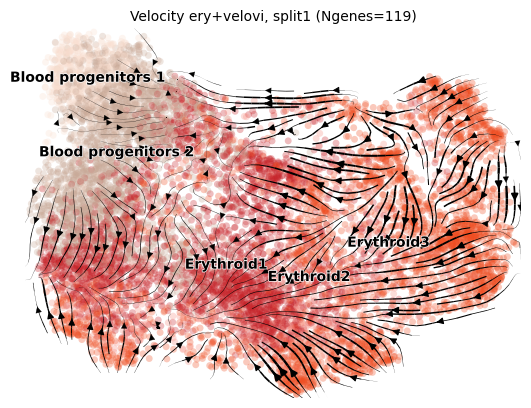 Velocity ery+velovi, split1 (Ngenes=119)
Blood progenitors 1
Blood progenitors 2
Erythroid3
Erythroid1
Erythroid2